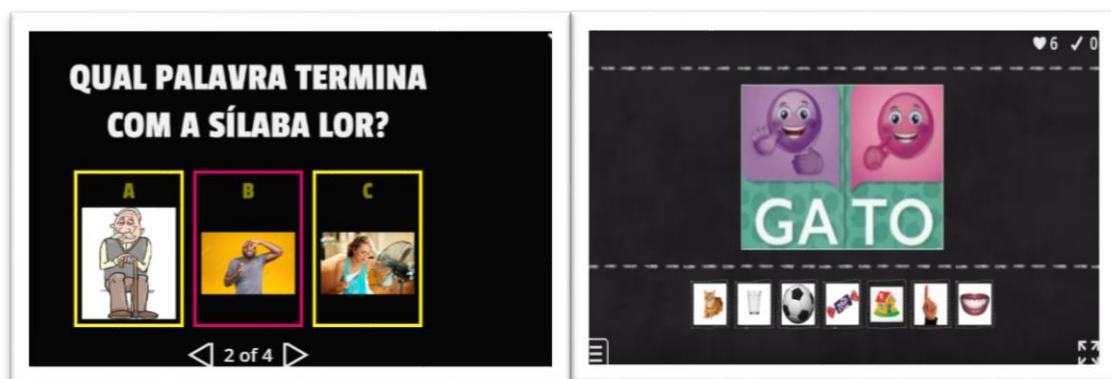 QUAL PALAVRA TERMINA
COM A SÍLABA LOR?
A B C
2 of 4
6 ✓ 0
GA TO